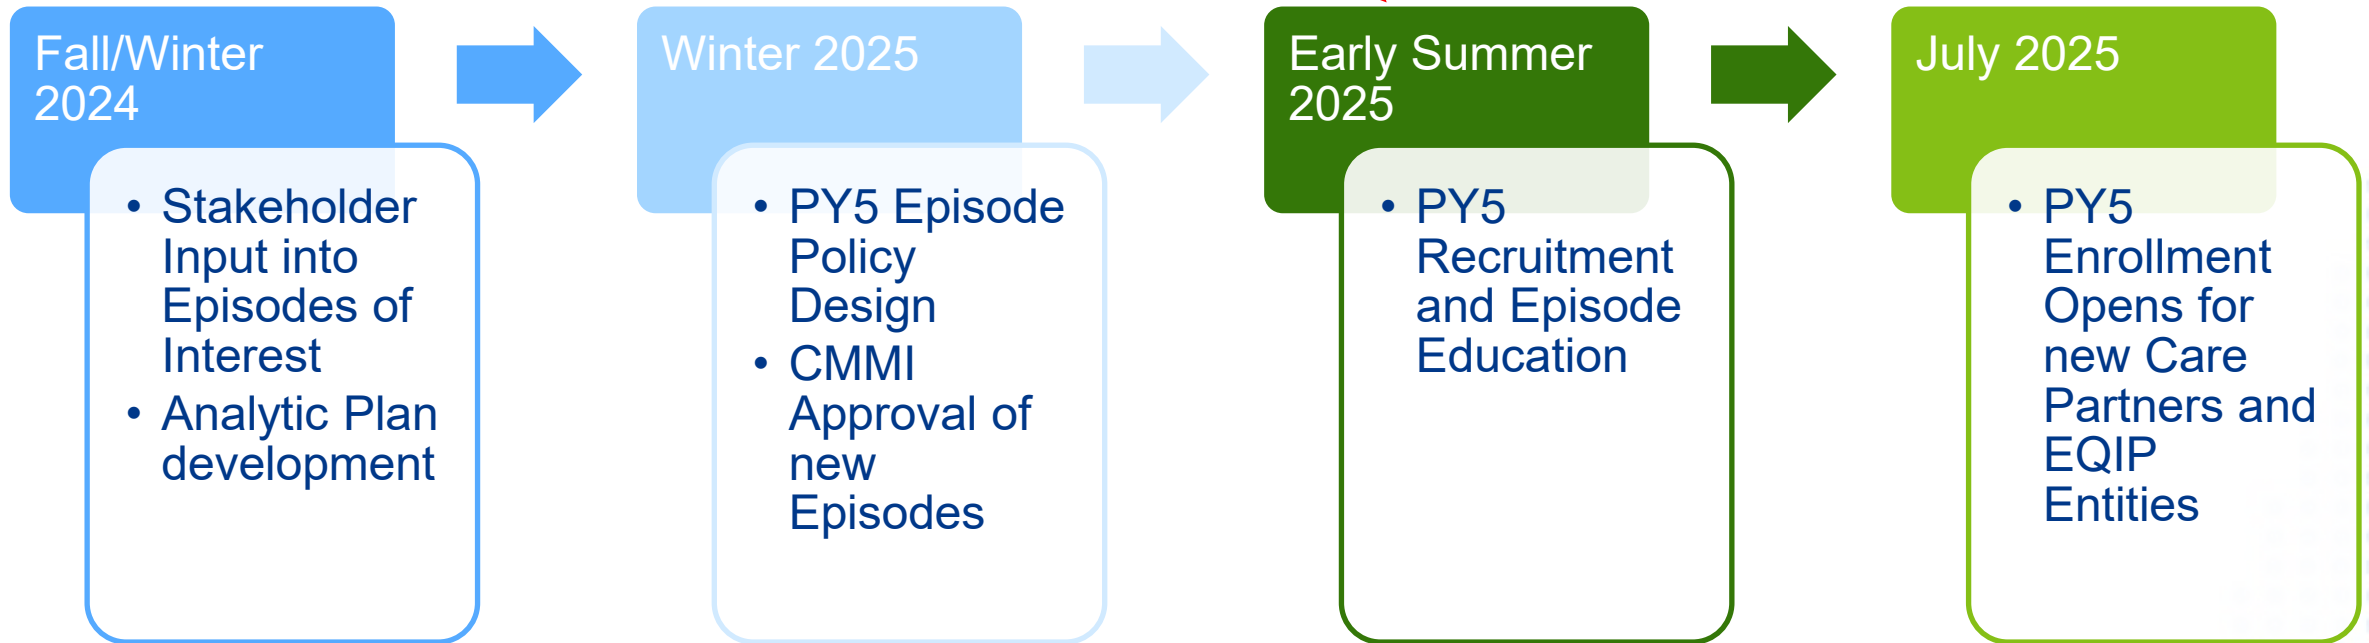 Fall/Winter
2024
• Stakeholder
Input into
Episodes of
Interest
• Analytic Plan
development
Winter 2025
• PY5 Episode
Policy
Design
• CMMI
Approval of
new
Episodes
Early Summer
2025
• PY5
Recruitment
and Episode
Education
July 2025
• PY5
Enrollment
Opens for
new Care
Partners and
EQIP
Entities